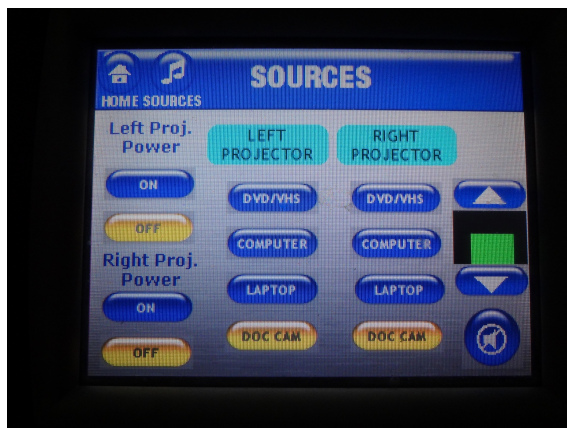 SOURCES
HOME SOURCES
Left Proj.
Power
ON
OFF
Right Proj.
Power
ON
OFF
LEFT
PROJECTOR
DVD/VHS
COMPUTER
LAPTOP
DOC CAM
RIGHT
PROJECTOR
DVD/VHS
COMPUTER
LAPTOP
DOC CAM